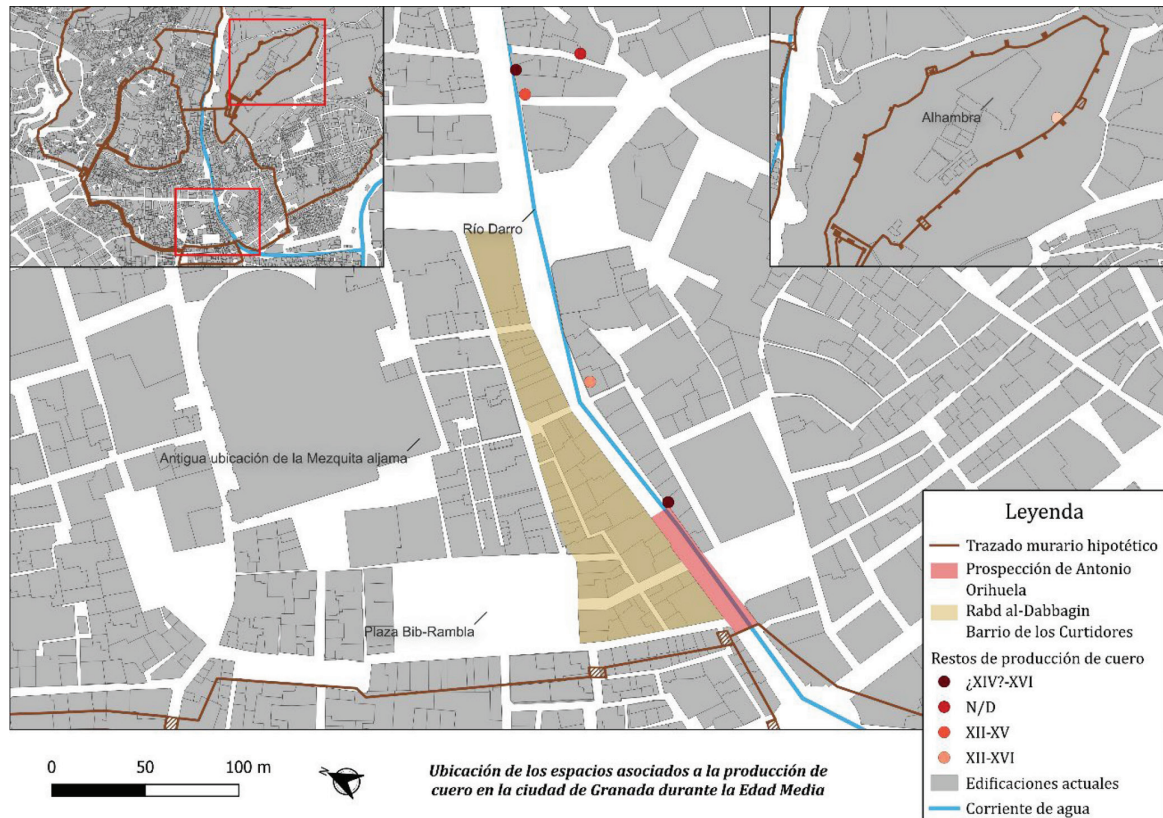 Alhambra
Río Darro
Antigua ubicación de la Mezquita aljama
Plaza Bib-Rambla
Leyenda
Trazado murario hipotético
Prospección de Antonio
Orihuela
Rabd al-Dabbagin
Barrio de los Curtidores
Restos de producción de cuero
¿XIV?-XVI
N/D
XII-XV
XII-XVI
Edificaciones actuales
Corriente de agua
0 50 100 m
N
Ubicación de los espacios asociados a la producción de
cuero en la ciudad de Granada durante la Edad Media